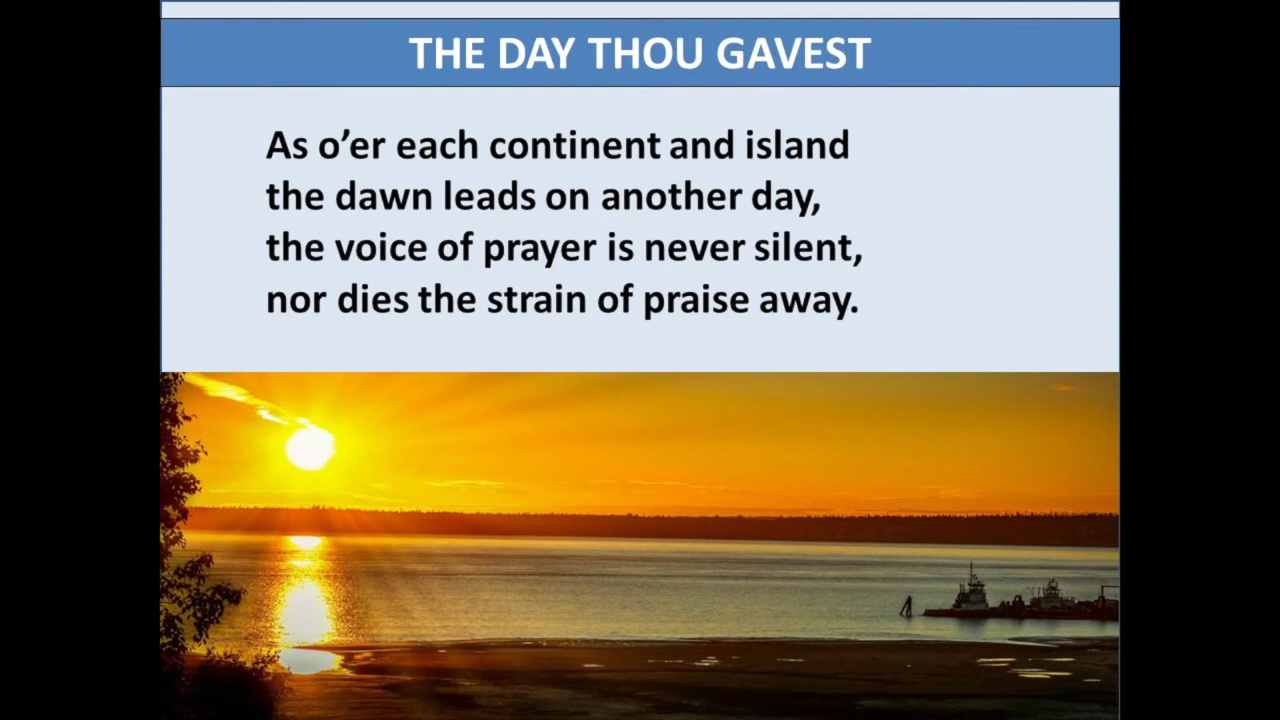 THE DAY THOU GAVEST
As o’er each continent and island
the dawn leads on another day,
the voice of prayer is never silent,
nor dies the strain of praise away.